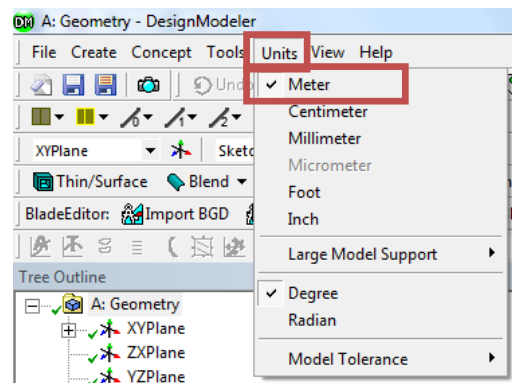 DM A: Geometry - DesignModeler
File Create Concept Tools Units View Help
Undo ✓ Meter
Centimeter
Millimeter
XYPlane
Micrometer
Thin/Surface Blend
Foot
BladeEditor: Import BGD
Inch
Large Model Support
Tree Outline
✓ Degree
A: Geometry
Radian
XYPlane
ZXPlane
Model Tolerance
YZPlane